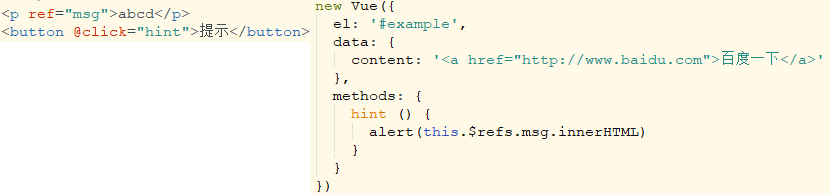 <p ref="msg">abcd</p>
<button @click="hint">提示</button>
new Vue({
  el: '#example',
  data: {
    content: '<a href="http://www.baidu.com">百度一下</a>'
  },
  methods: {
    hint () {
      alert(this.$refs.msg.innerHTML)
    }
  }
})